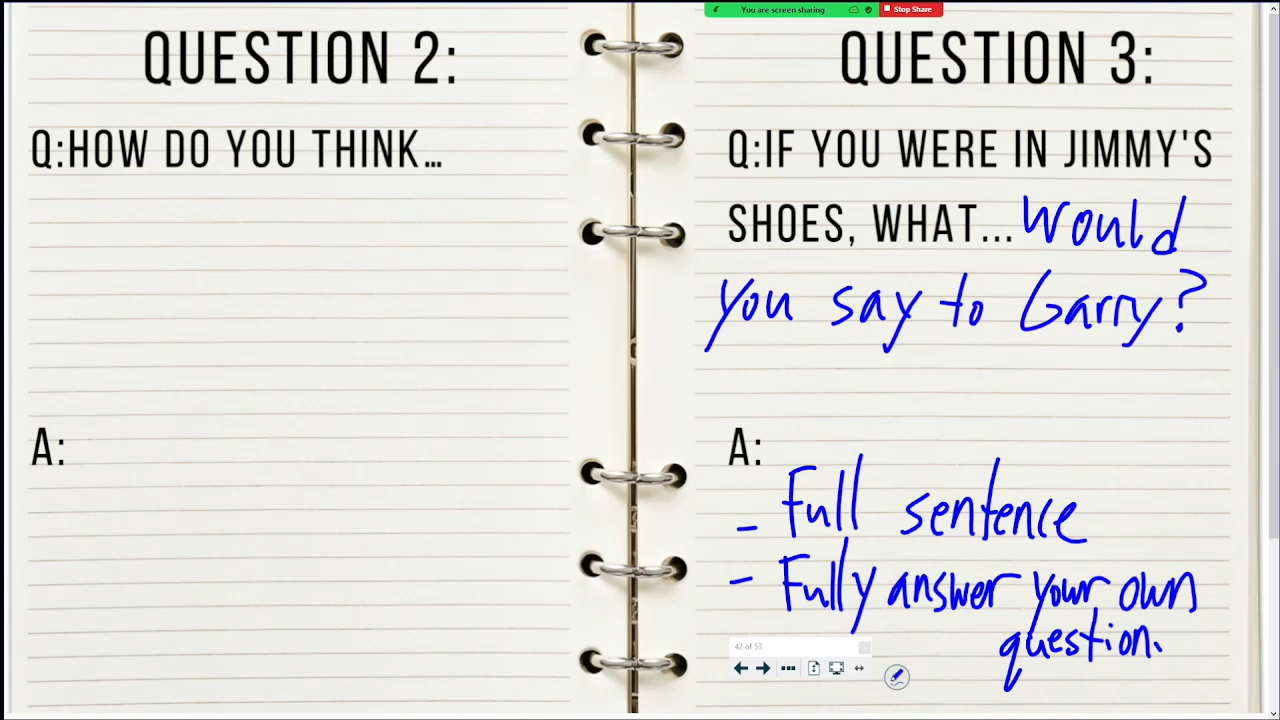 You are screen sharing
Stop Share
QUESTION 2:
Q:HOW DO YOU THINK...
A:
QUESTION 3:
Q:IF YOU WERE IN JIMMY'S
SHOES, WHAT... would
you say to Garry?
A:
- Full sentence
- Fully answer your own
question.
42 of 53